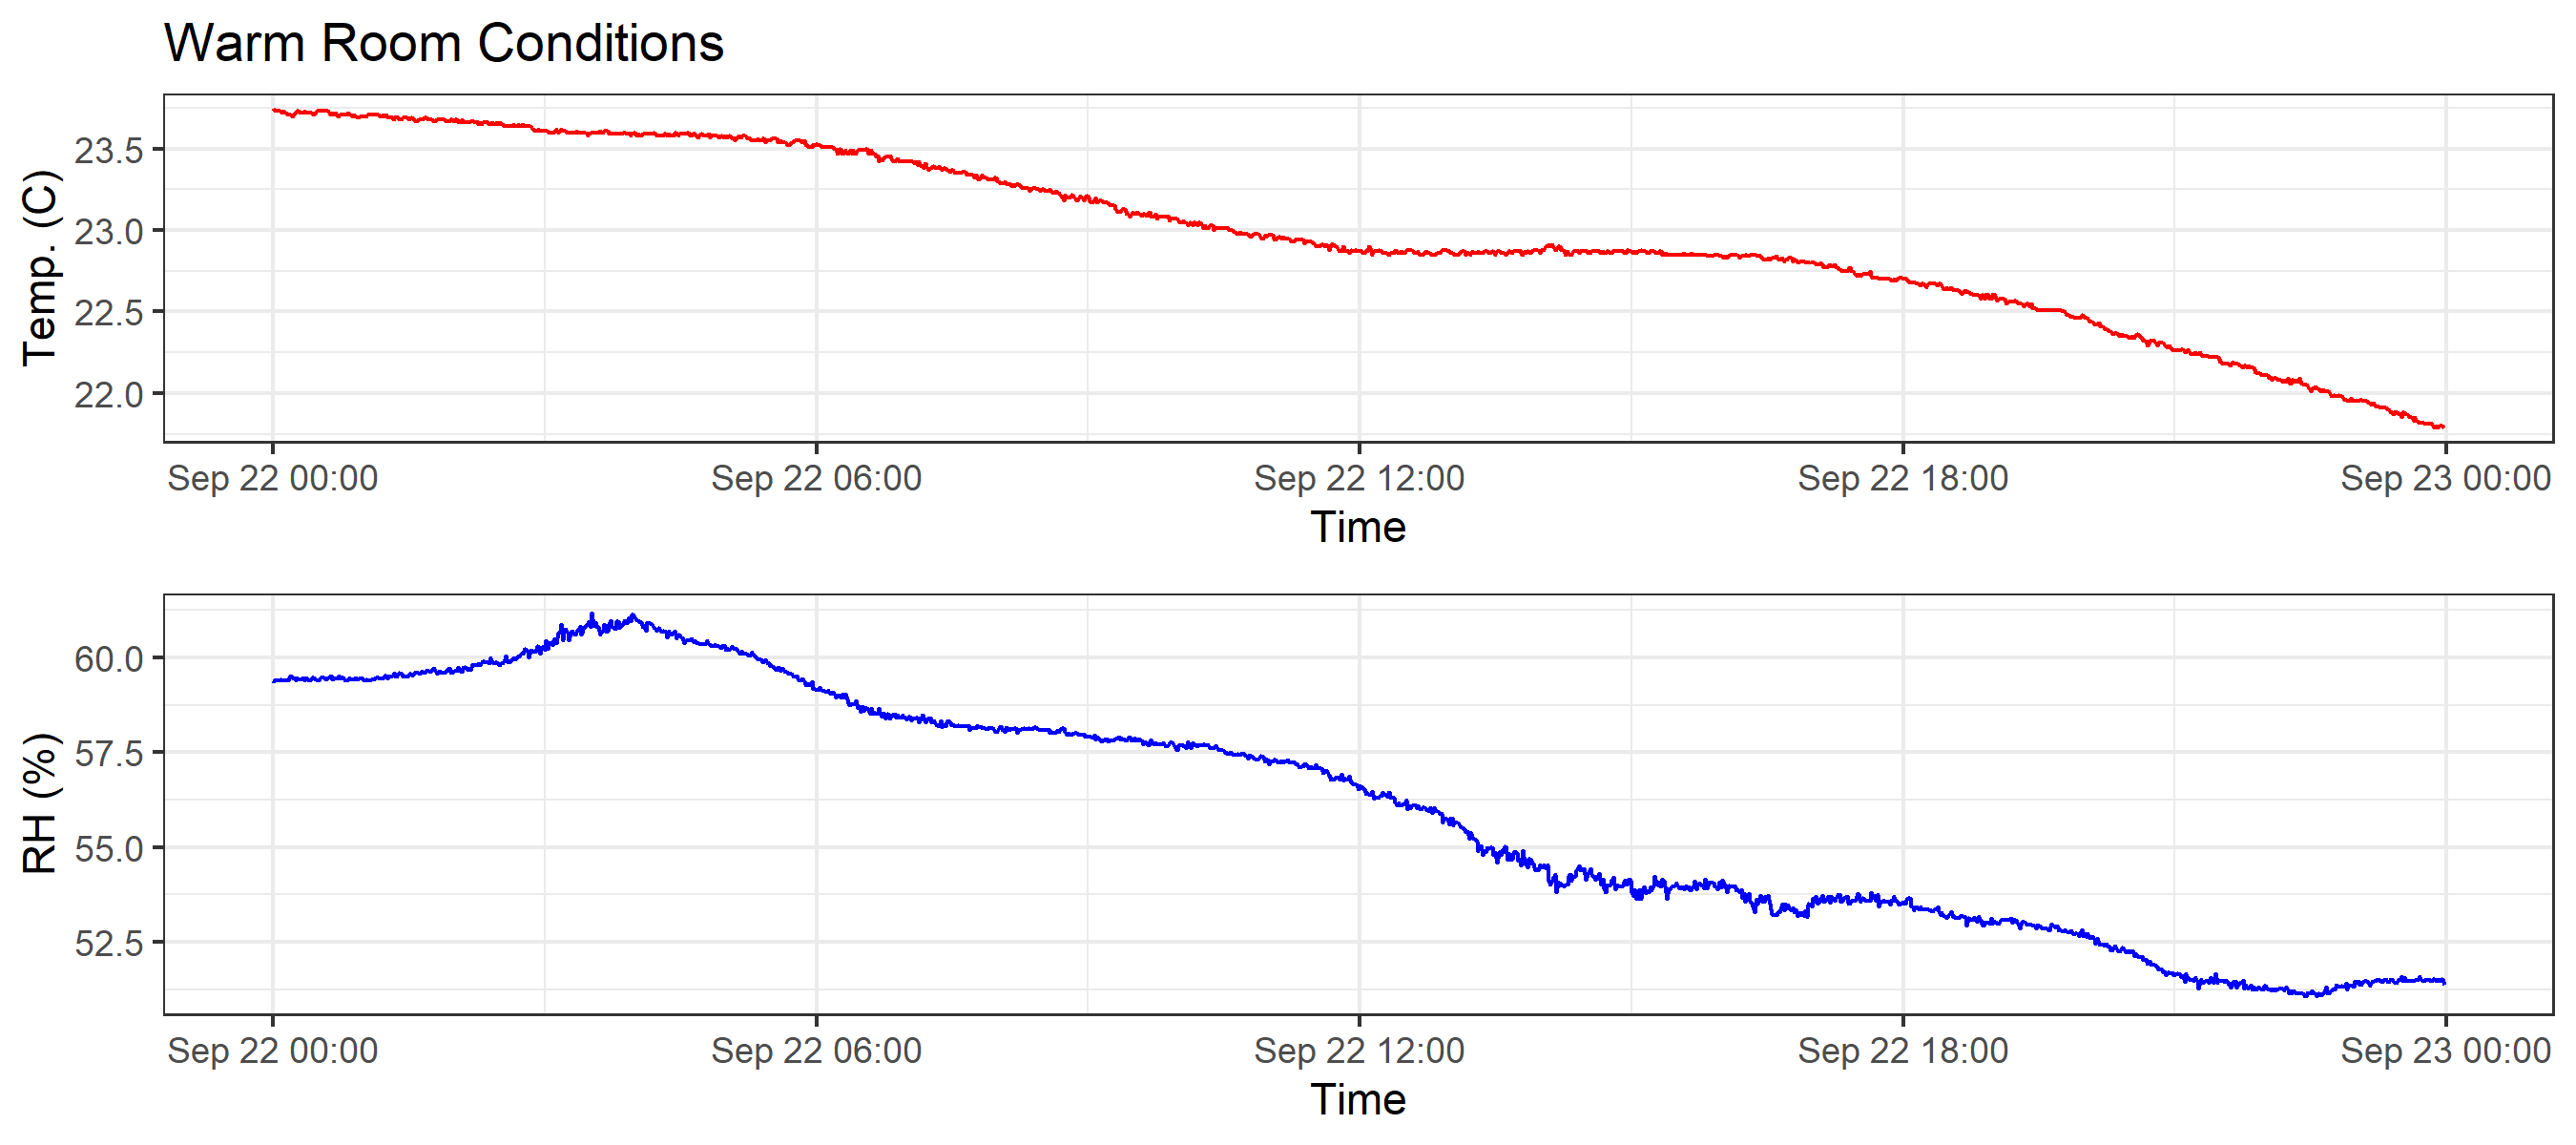 Warm Room Conditions
Temp. (C)
23.5
23.0
22.5
22.0
Sep 22 00:00 Sep 22 06:00 Sep 22 12:00 Sep 22 18:00 Sep 23 00:00
Time
RH (%)
60.0
57.5
55.0
52.5
Sep 22 00:00 Sep 22 06:00 Sep 22 12:00 Sep 22 18:00 Sep 23 00:00
Time